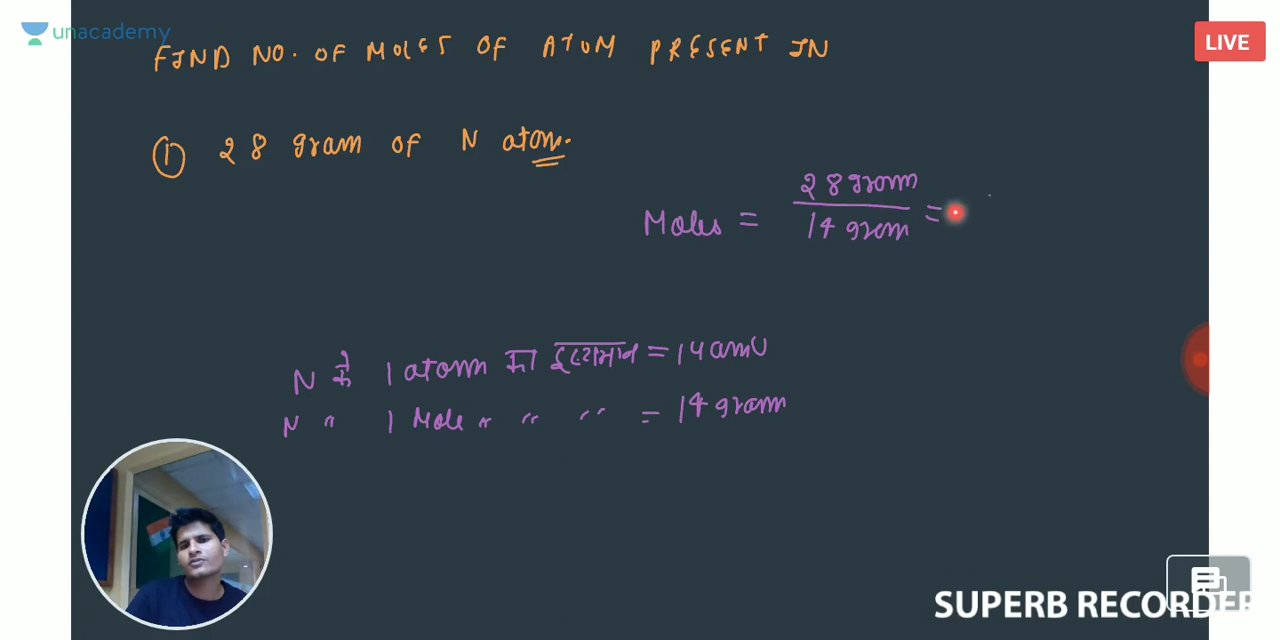 unacademy
LIVE
FIND NO. OF MOLES OF ATOM PRESENT IN
① 28 gram of N atom.
Moles = 28 gram / 14 gram =
N के 1 atom का द्रव्यमान = 14 amu
N " 1 Mole " " " = 14 gram
SUPERB RECORDER